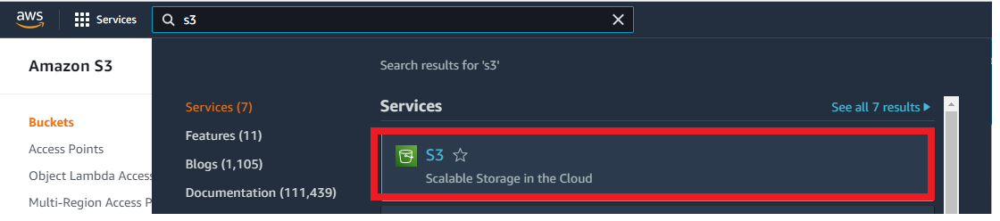 aws
Services
s3
Amazon S3
Search results for 's3'
Services (7)
Services
See all 7 results
Buckets
Features (11)
Access Points
S3
Blogs (1,105)
Object Lambda Access
Scalable Storage in the Cloud
Documentation (111,439)
Multi-Region Access P